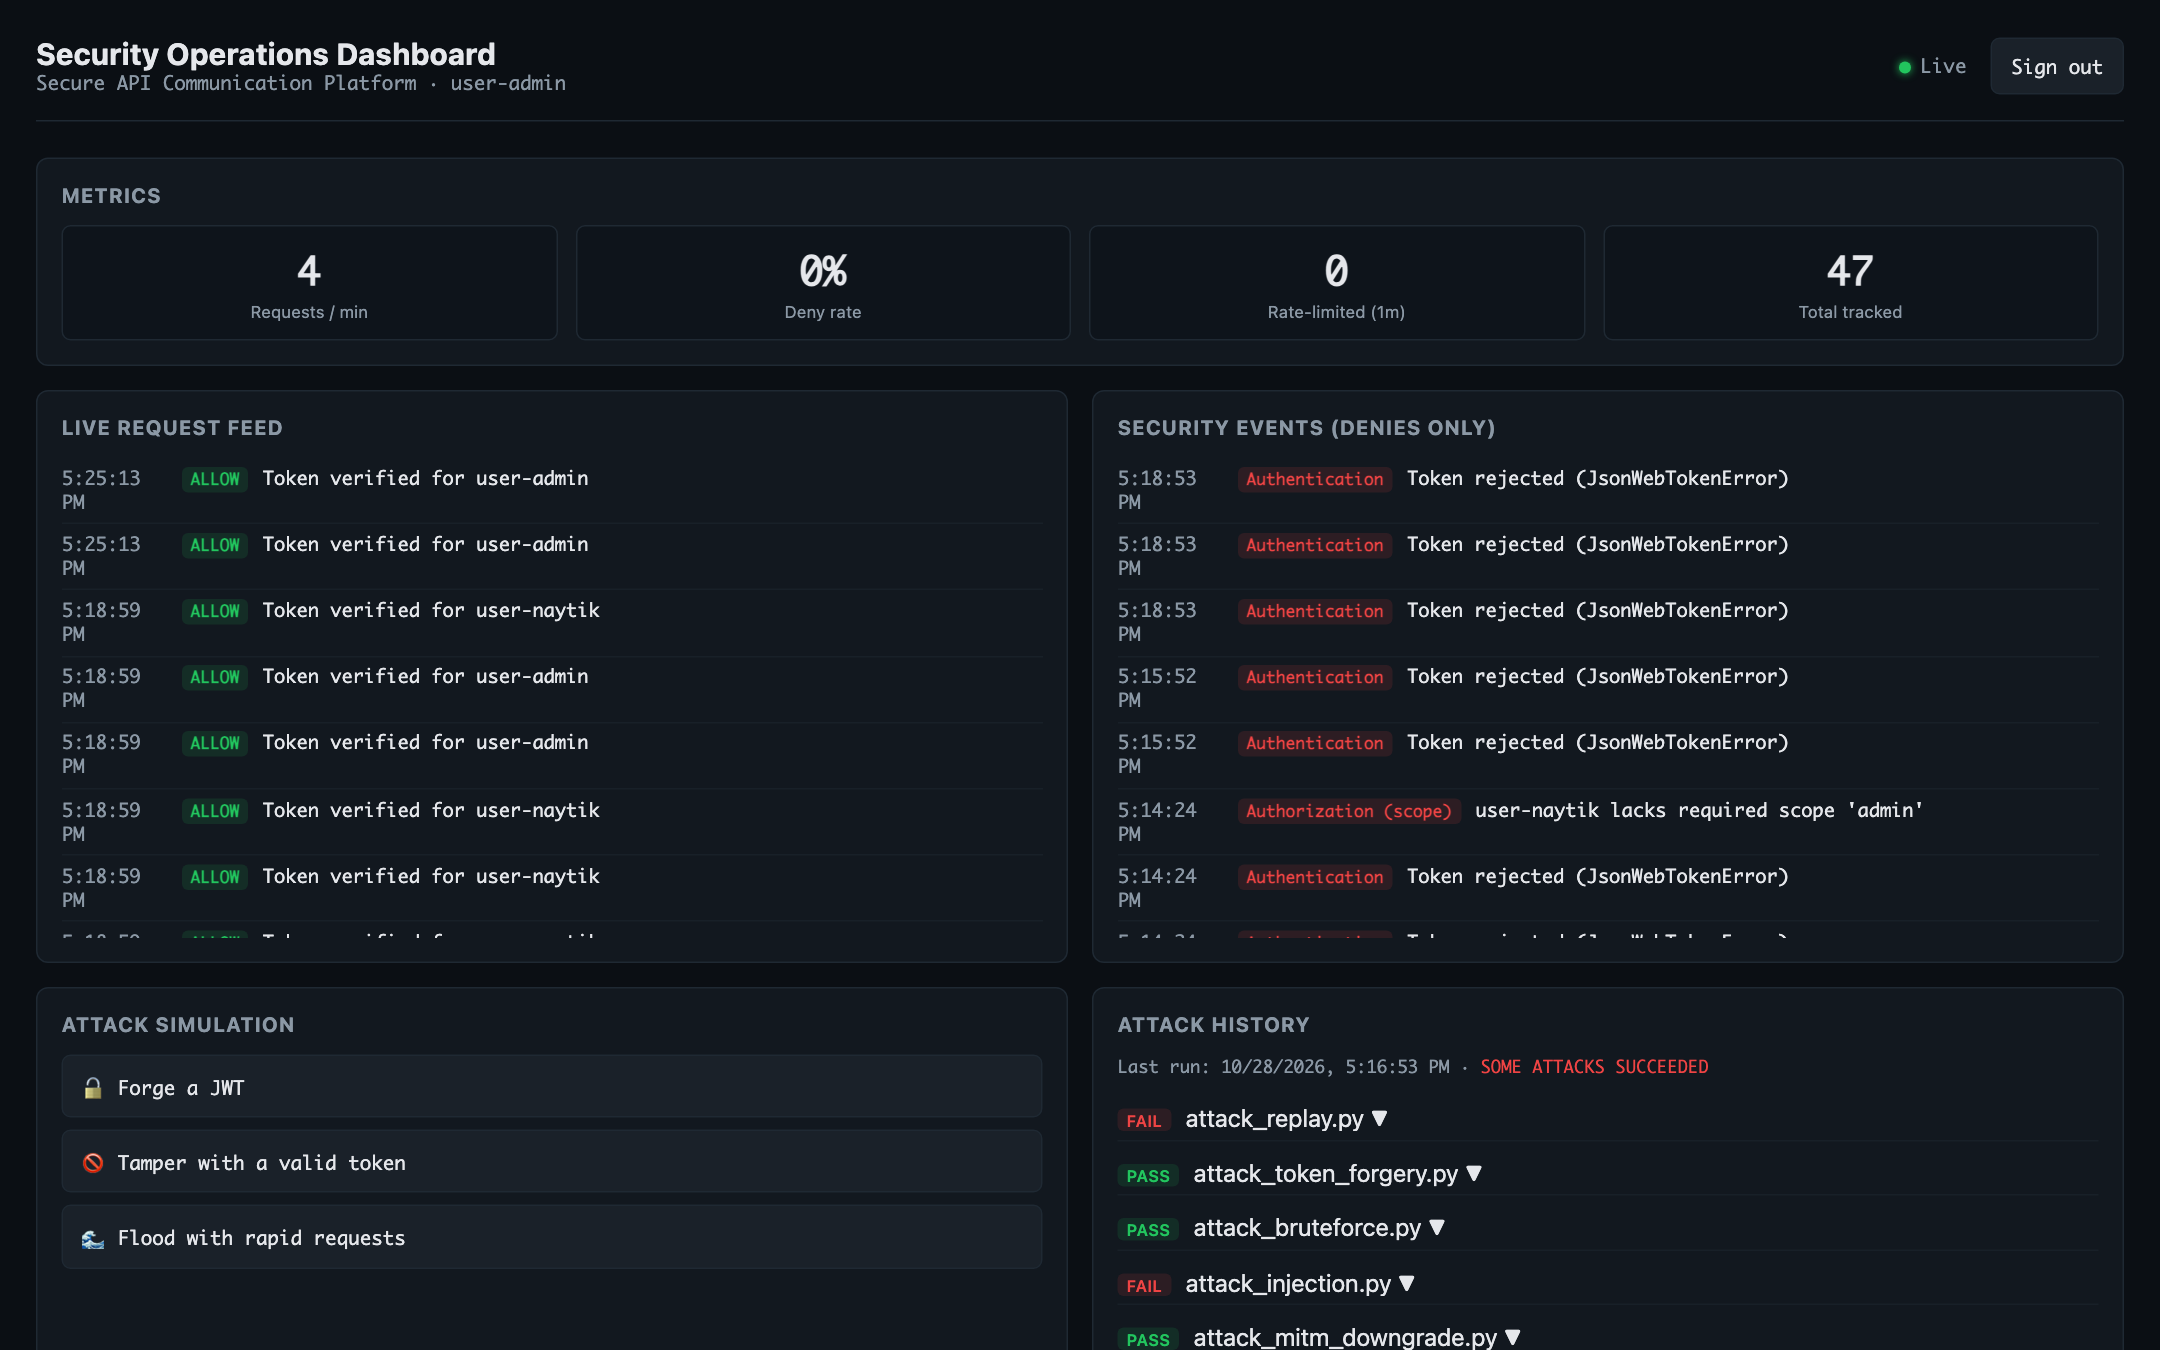 Security Operations Dashboard
Secure API Communication Platform · user-admin
Live
Sign out
METRICS
4
Requests / min
0%
Deny rate
0
Rate-limited (1m)
47
Total tracked
LIVE REQUEST FEED
5:25:13 PM ALLOW Token verified for user-admin
5:25:13 PM ALLOW Token verified for user-admin
5:18:59 PM ALLOW Token verified for user-naytik
5:18:59 PM ALLOW Token verified for user-admin
5:18:59 PM ALLOW Token verified for user-admin
5:18:59 PM ALLOW Token verified for user-naytik
5:18:59 PM ALLOW Token verified for user-naytik
SECURITY EVENTS (DENIES ONLY)
5:18:53 PM Authentication Token rejected (JsonWebTokenError)
5:18:53 PM Authentication Token rejected (JsonWebTokenError)
5:18:53 PM Authentication Token rejected (JsonWebTokenError)
5:15:52 PM Authentication Token rejected (JsonWebTokenError)
5:15:52 PM Authentication Token rejected (JsonWebTokenError)
5:14:24 PM Authorization (scope) user-naytik lacks required scope 'admin'
5:14:24 PM Authentication Token rejected (JsonWebTokenError)
ATTACK SIMULATION
Forge a JWT
Tamper with a valid token
Flood with rapid requests
ATTACK HISTORY
Last run: 10/28/2026, 5:16:53 PM · SOME ATTACKS SUCCEEDED
FAIL attack_replay.py ▼
PASS attack_token_forgery.py ▼
PASS attack_bruteforce.py ▼
FAIL attack_injection.py ▼
PASS attack_mitm_downgrade.py ▼